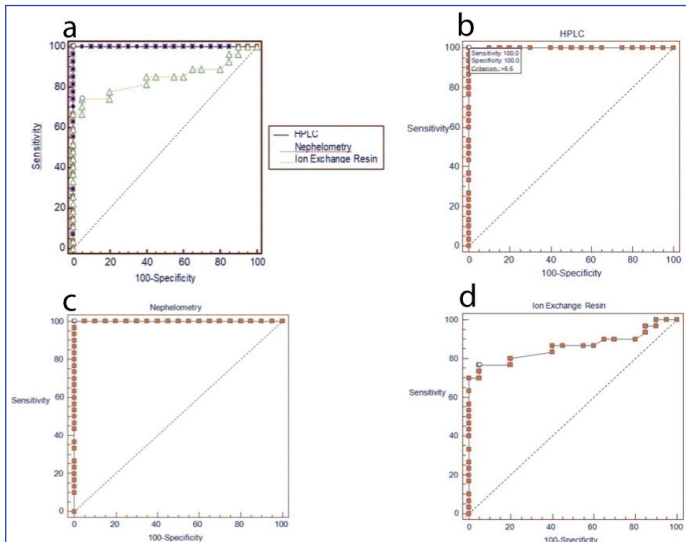 a
100
80
60
40
20
0
Sensitivity
0 20 40 60 80 100
100-Specificity
HPLC
Nephelometry
Ion Exchange Resin
b
HPLC
100
80
60
40
20
0
Sensitivity
Sensitivity: 100.0
Specificity: 100.0
Criterion : >6.5
0 20 40 60 80 100
100-Specificity
c
Nephelometry
100
80
60
40
20
0
Sensitivity
0 20 40 60 80 100
100-Specificity
d
Ion Exchange Resin
100
80
60
40
20
0
Sensitivity
0 20 40 60 80 100
100-Specificity